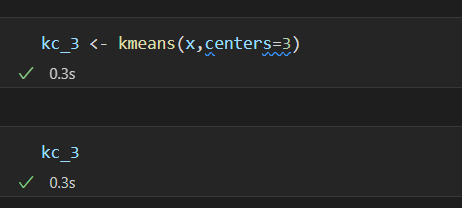 kc_3 <- kmeans(x,centers=3)
0.3s
kc_3
0.3s